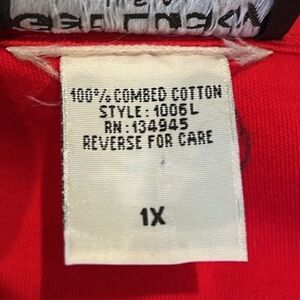 100% COMBED COTTON
STYLE: 1006L
RN: 134945
REVERSE FOR CARE
1X